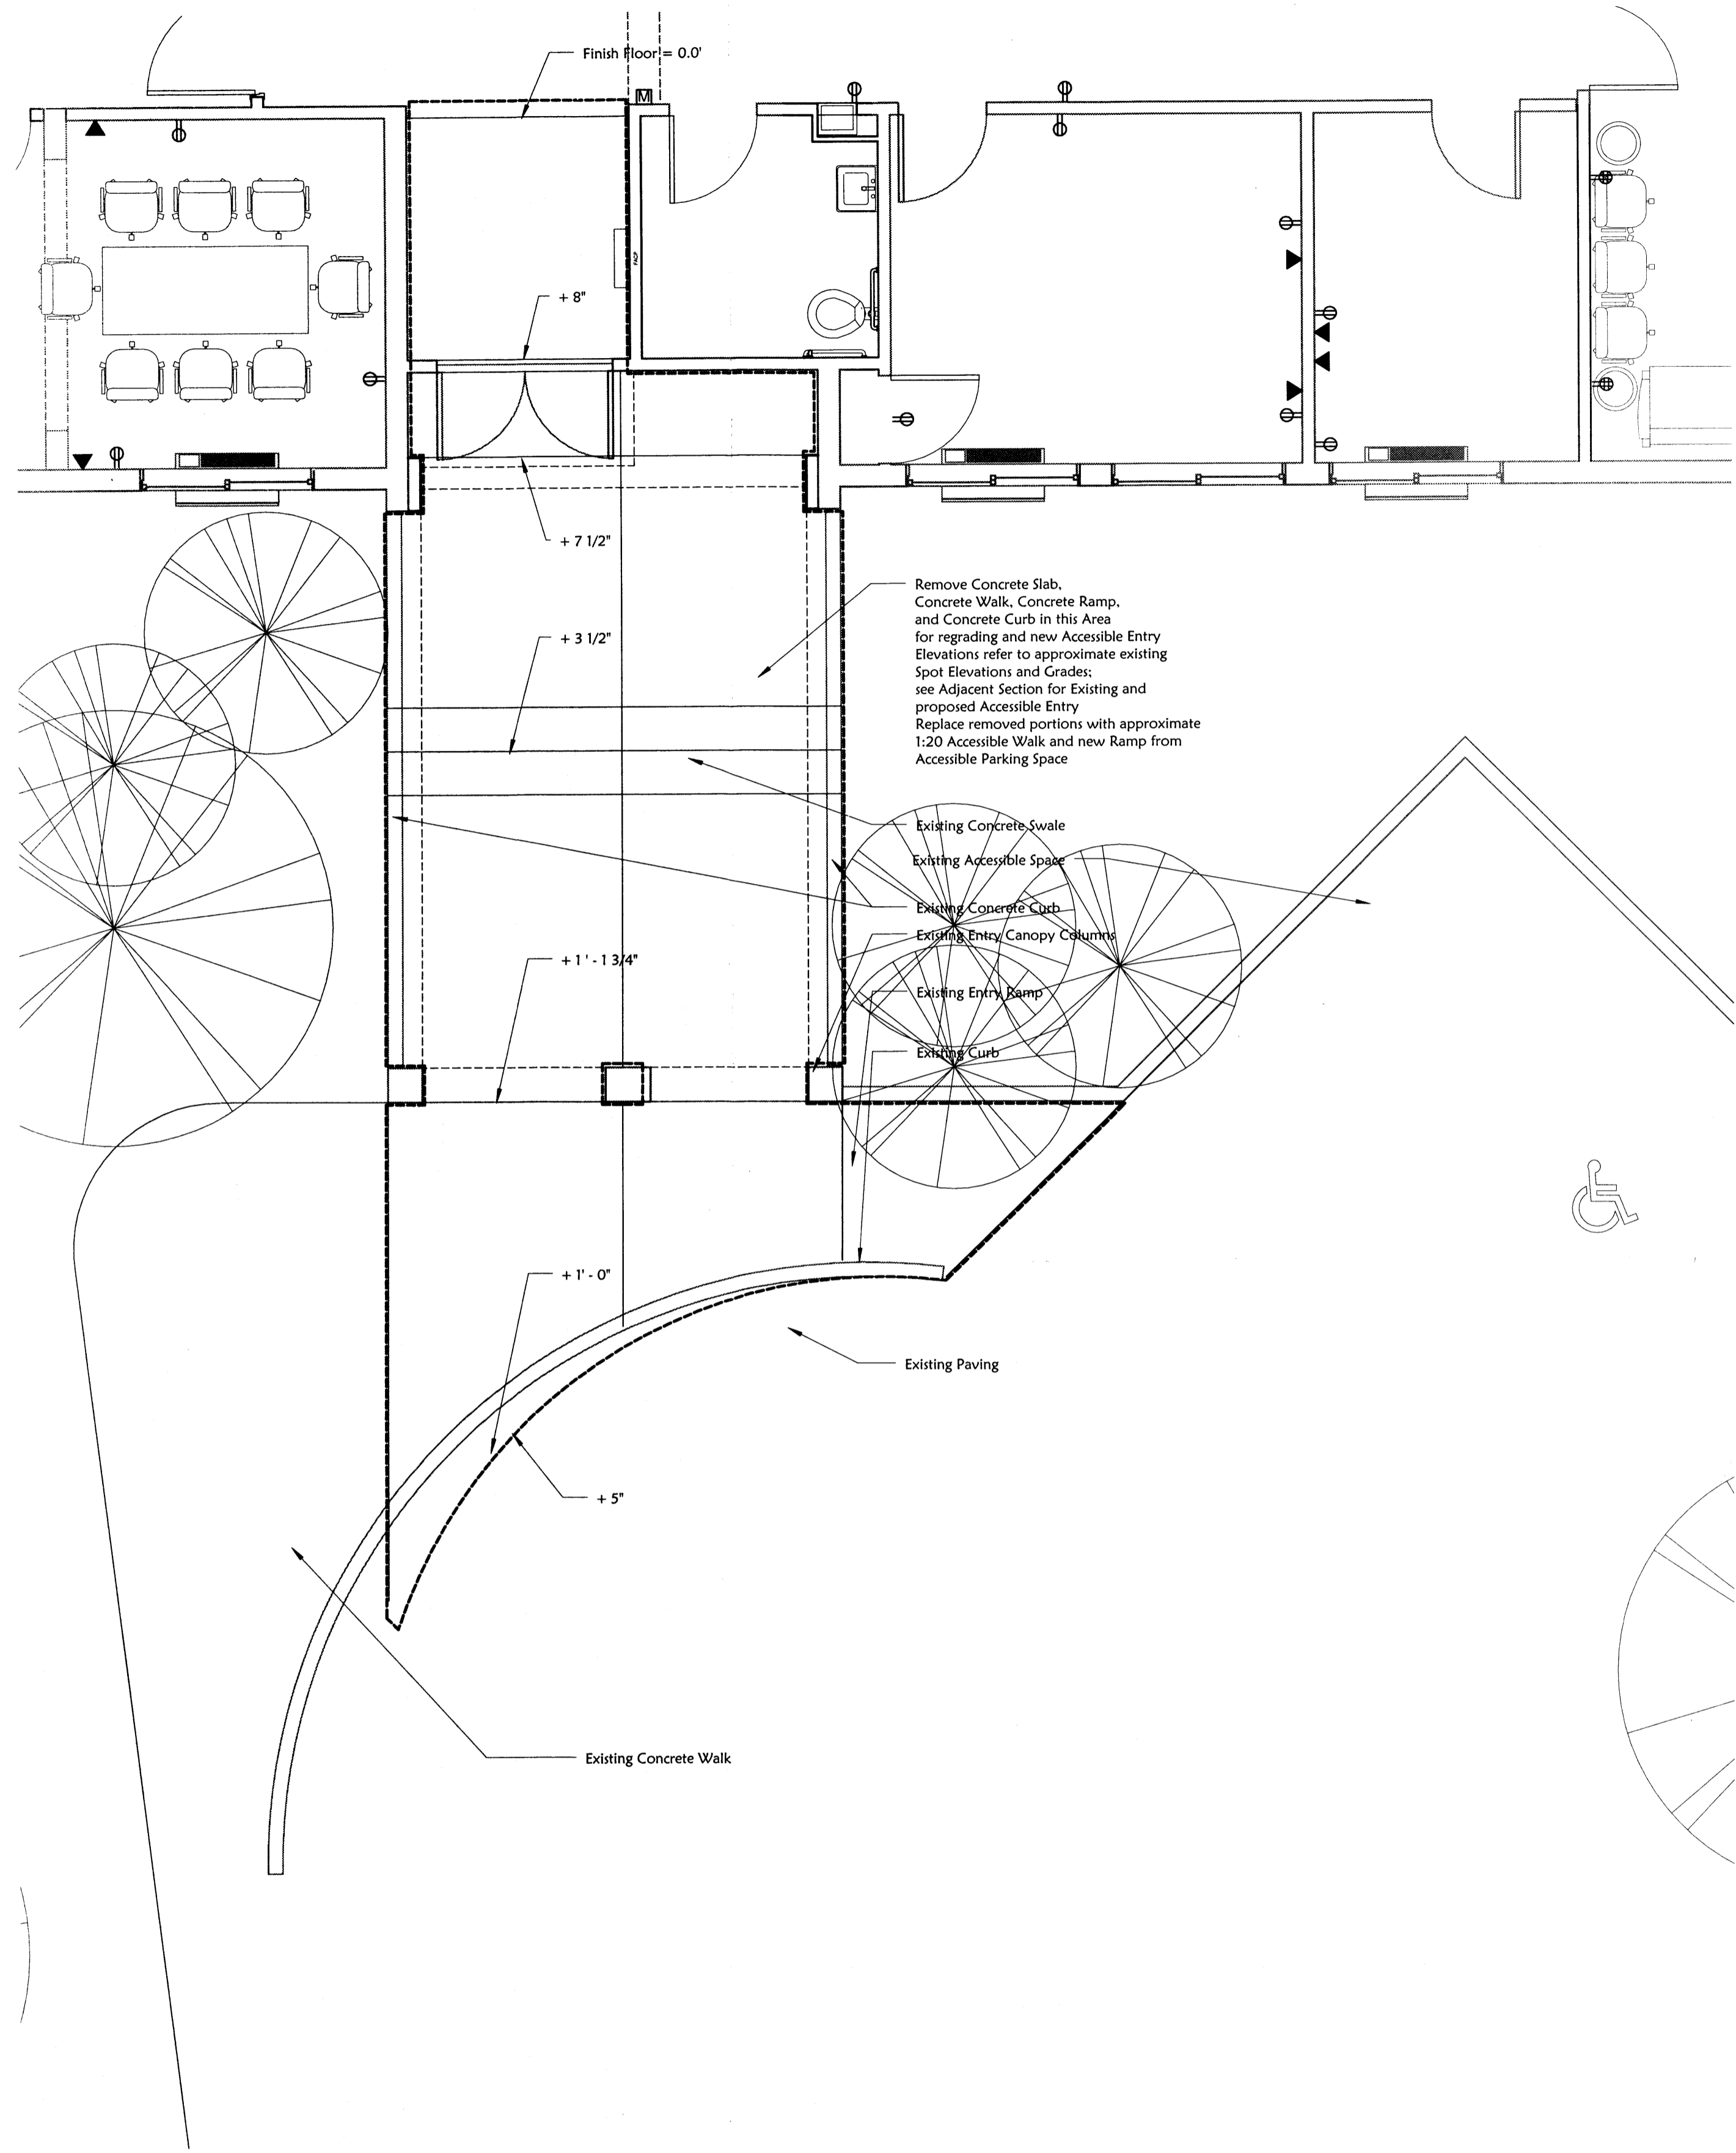 Finish Floor = 0.0'
M
FACP
+ 8"
+ 7 1/2"
Remove Concrete Slab,
Concrete Walk, Concrete Ramp,
and Concrete Curb in this Area
for regrading and new Accessible Entry
Elevations refer to approximate existing
Spot Elevations and Grades;
see Adjacent Section for Existing and
proposed Accessible Entry
Replace removed portions with approximate
1:20 Accessible Walk and new Ramp from
Accessible Parking Space
+ 3 1/2"
Existing Concrete Swale
Existing Accessible Space
Existing Concrete Curb
Existing Entry Canopy Columns
+ 1 ' - 1 3/4"
Existing Entry Ramp
Existing Curb
+ 1' - 0"
Existing Paving
+ 5"
Existing Concrete Walk